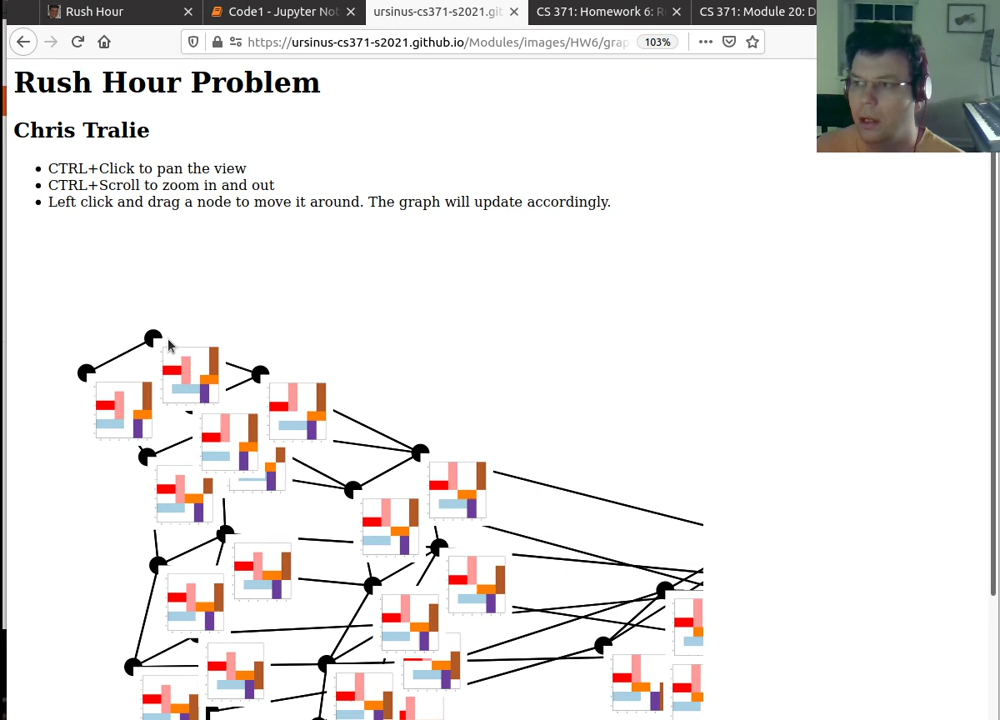 Rush Hour
Code1 - Jupyter Not
ursinus-cs371-s2021.git
CS 371: Homework 6: R
CS 371: Module 20: D
https://ursinus-cs371-s2021.github.io/Modules/images/HW6/grap
103%
Rush Hour Problem
Chris Tralie
CTRL+Click to pan the view
CTRL+Scroll to zoom in and out
Left click and drag a node to move it around. The graph will update accordingly.